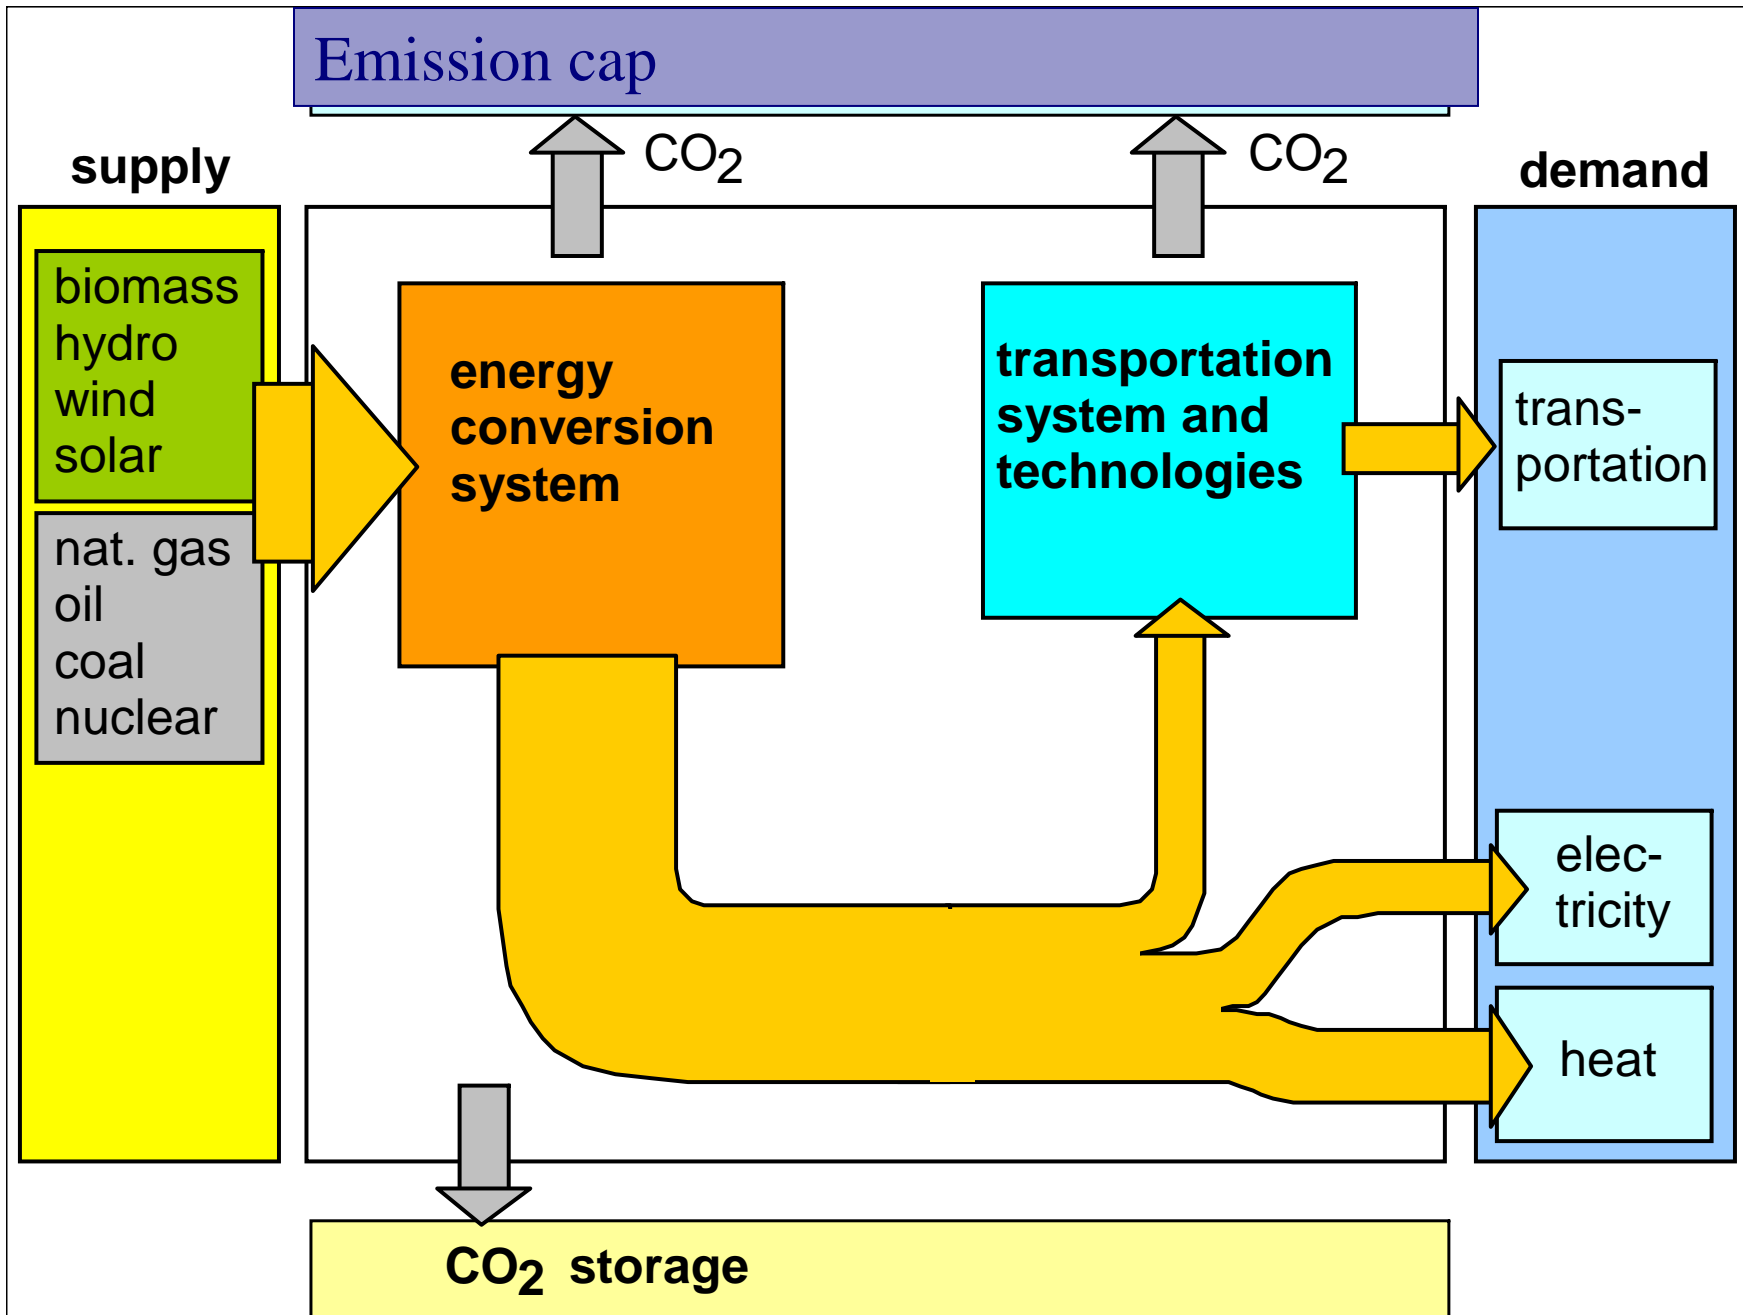 Emission cap
CO2
CO2
supply
demand
biomass
hydro
wind
solar
nat. gas
oil
coal
nuclear
energy
conversion
system
transportation
system and
technologies
trans-
portation
elec-
tricity
heat
CO2 storage